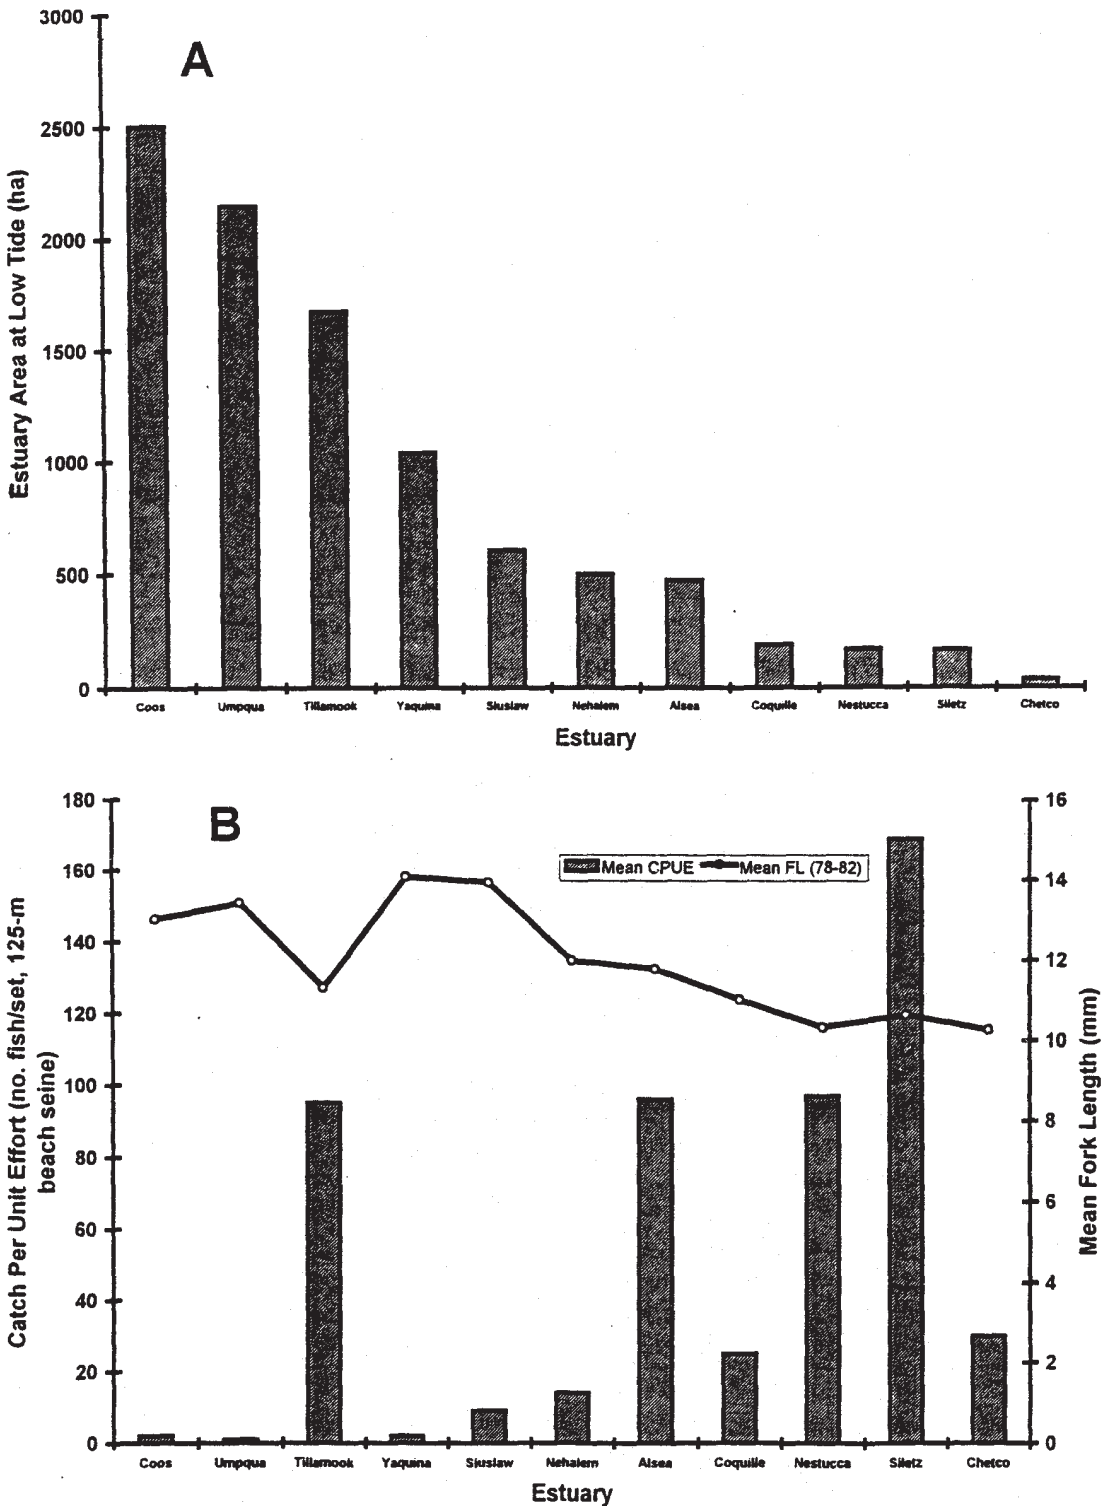 A
Estuary Area at Low Tide (ha)
3000
2500
2000
1500
1000
500
0
Coos Umpqua Tillamook Yaquina Siuslaw Nehalem Alsea Coquille Nestucca Siletz Chetco
Estuary
B
Catch Per Unit Effort (no. fish/set, 125-m
beach seine)
180
160
140
120
100
80
60
40
20
0
Mean CPUE Mean FL (78-82)
16
14
12
10
8
6
4
2
0
Mean Fork Length (mm)
Coos Umpqua Tillamook Yaquina Siuslaw Nehalem Alsea Coquille Nestucca Siletz Chetco
Estuary